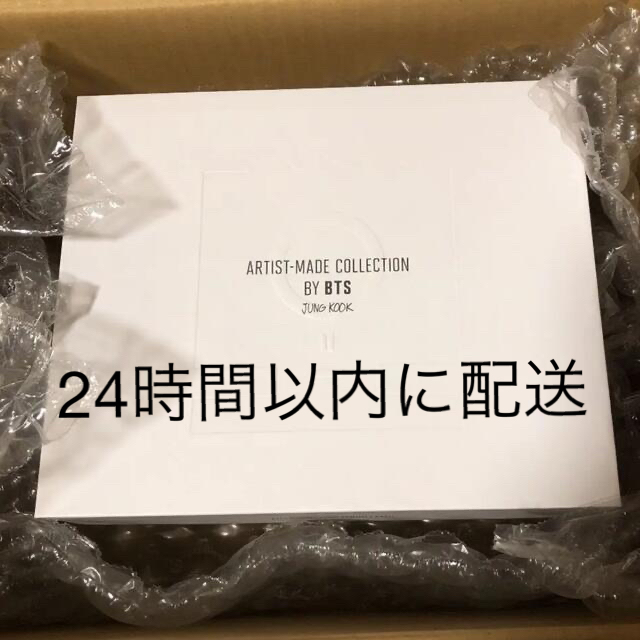 ARTIST-MADE COLLECTION
BY BTS
JUNG KOOK
24時間以内に配送